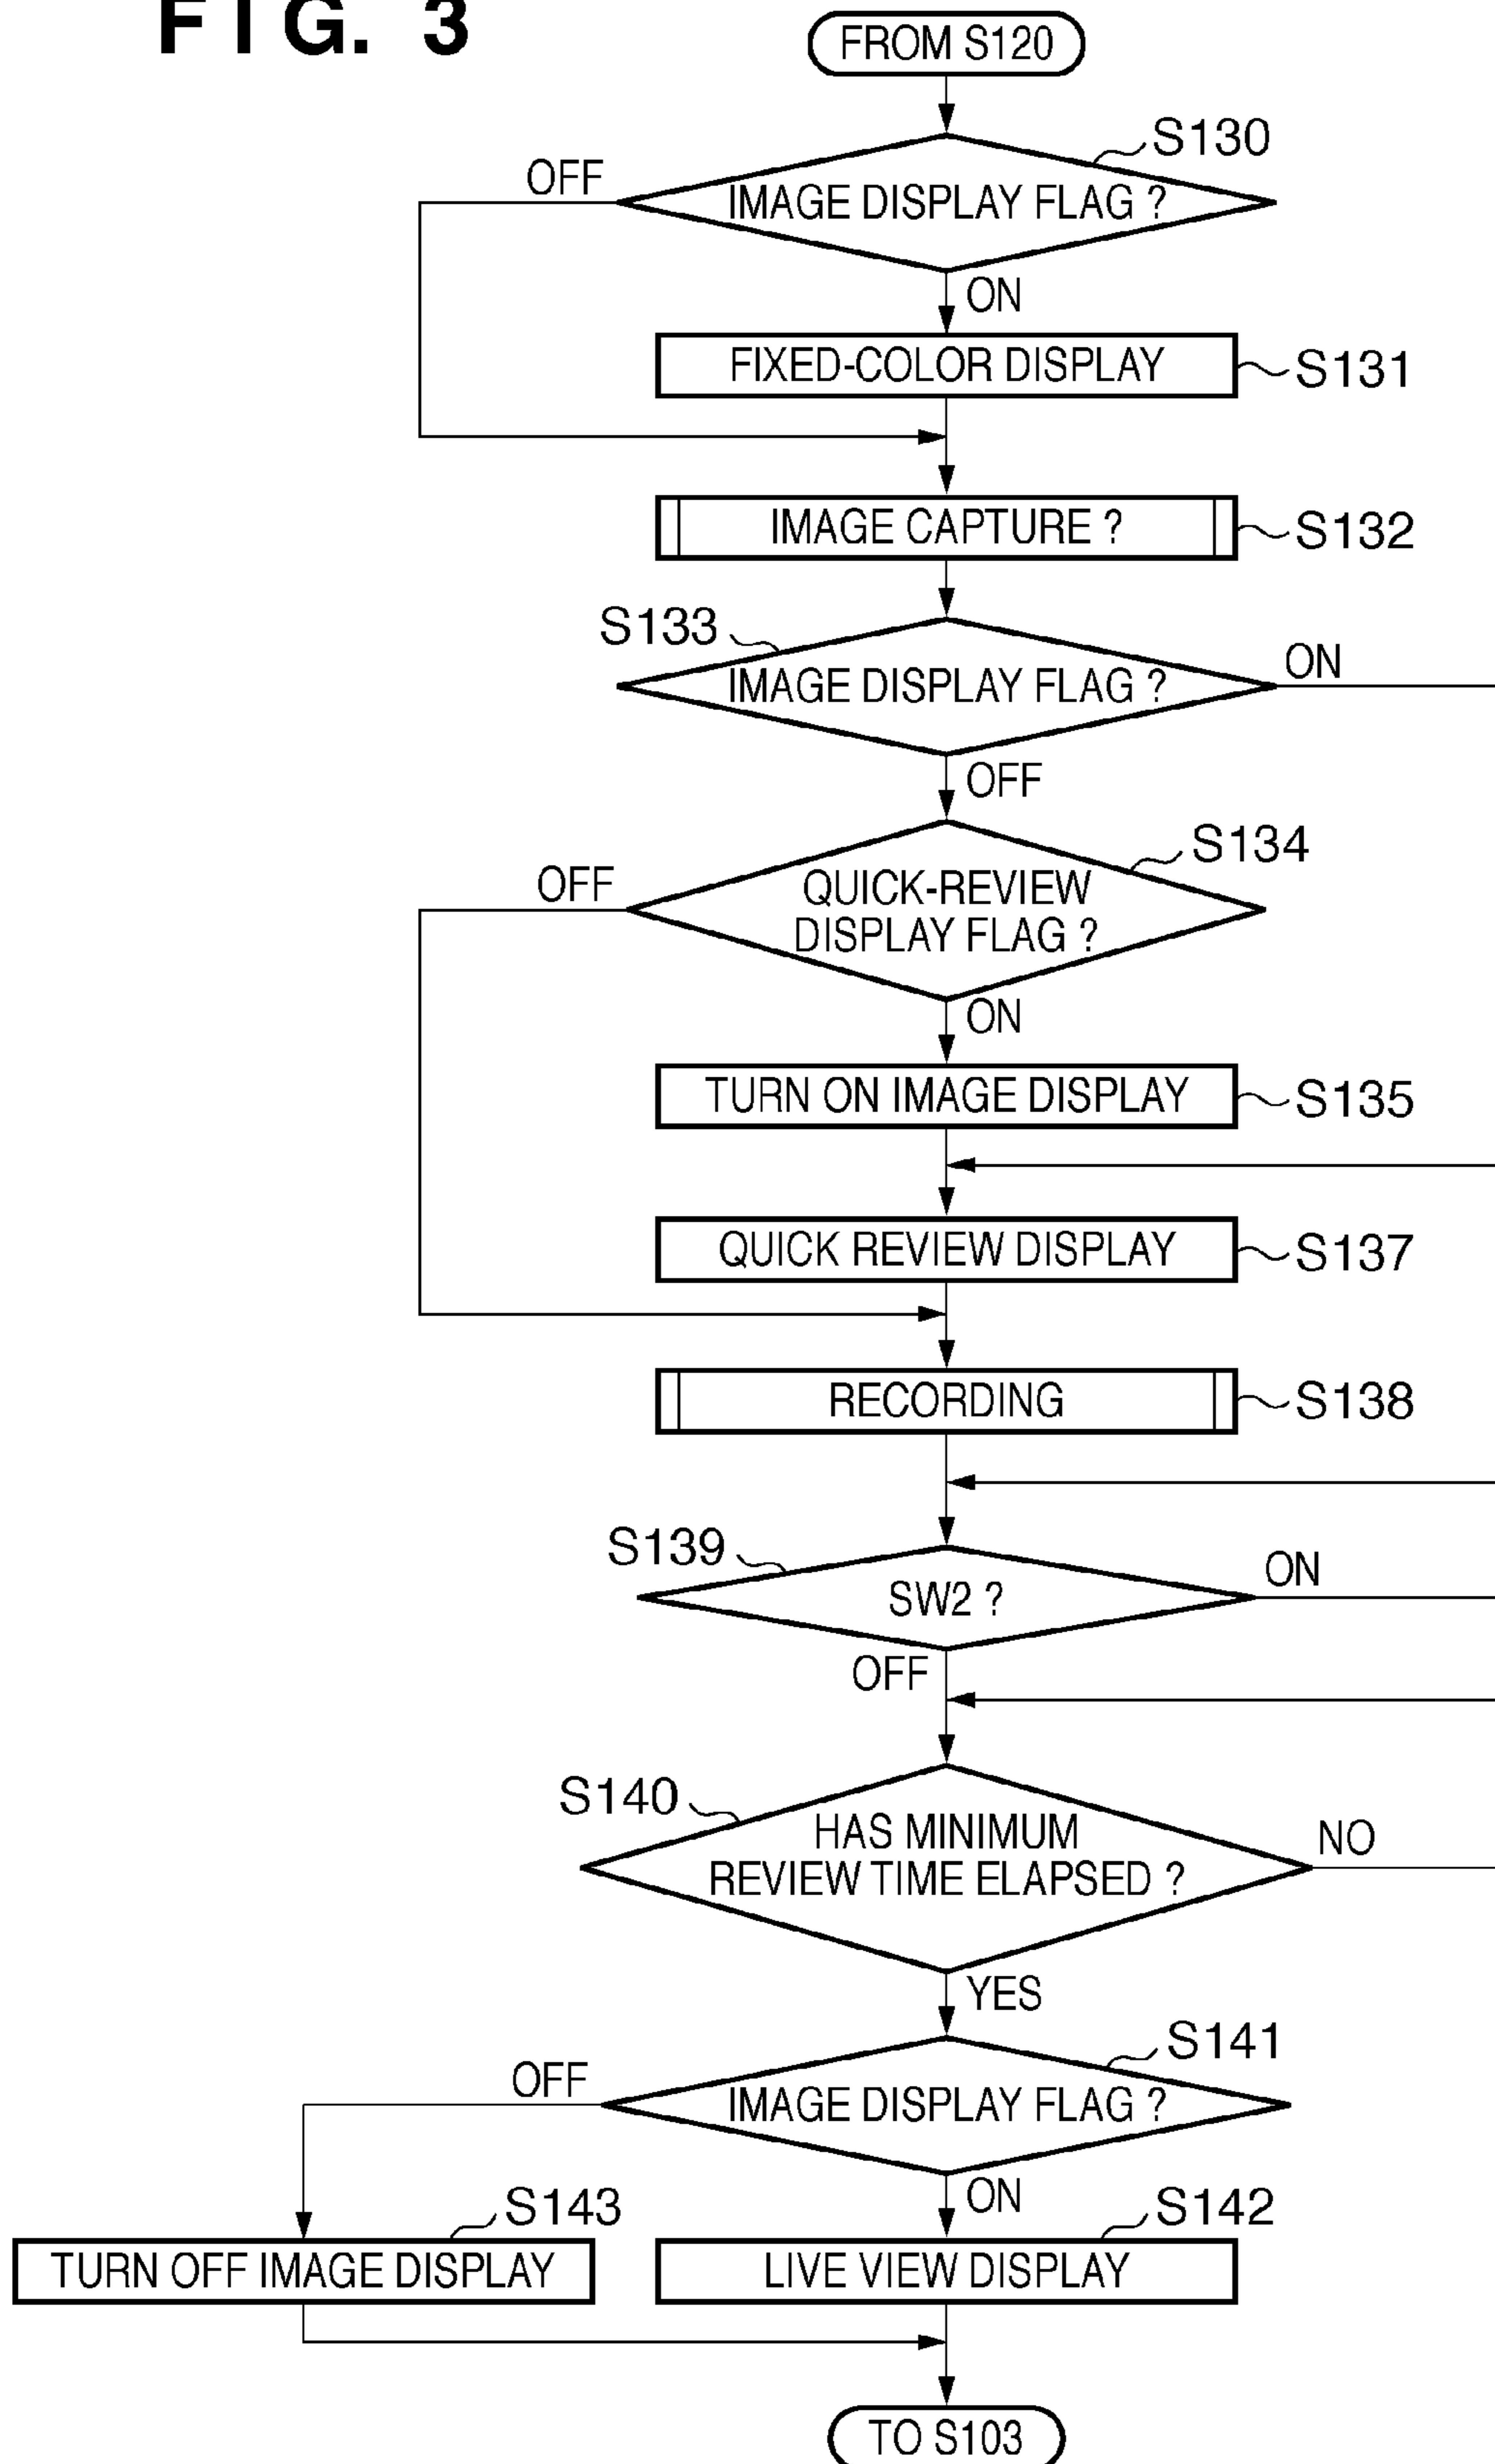 FIG. 3
FROM S120
S130
OFF
IMAGE DISPLAY FLAG ?
ON
FIXED-COLOR DISPLAY
S131
IMAGE CAPTURE ?
S132
S133
ON
IMAGE DISPLAY FLAG ?
OFF
S134
OFF
QUICK-REVIEW
DISPLAY FLAG ?
ON
TURN ON IMAGE DISPLAY
S135
QUICK REVIEW DISPLAY
S137
RECORDING
S138
S139
ON
SW2 ?
OFF
S140
HAS MINIMUM
REVIEW TIME ELAPSED ?
NO
YES
S141
OFF
IMAGE DISPLAY FLAG ?
ON
S143
S142
TURN OFF IMAGE DISPLAY
LIVE VIEW DISPLAY
TO S103